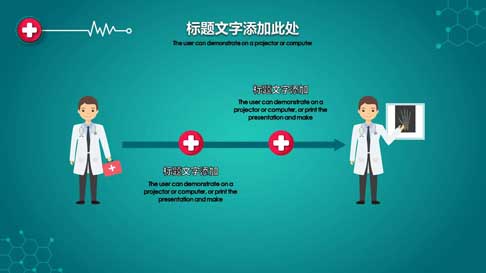 标题文字添加此处
The user can demonstrate on a projector or computer
标题文字添加
The user can demonstrate on a
projector or computer, or print the
presentation and make
标题文字添加
The user can demonstrate on a
projector or computer, or print the
presentation and make